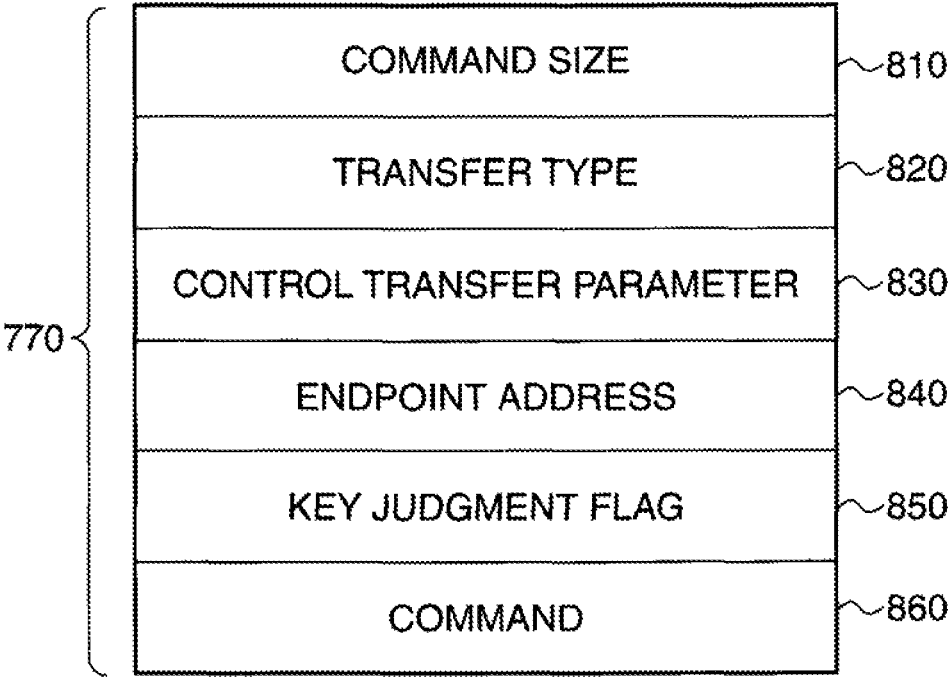 COMMAND SIZE 810
TRANSFER TYPE 820
CONTROL TRANSFER PARAMETER 830
770
ENDPOINT ADDRESS 840
KEY JUDGMENT FLAG 850
COMMAND 860